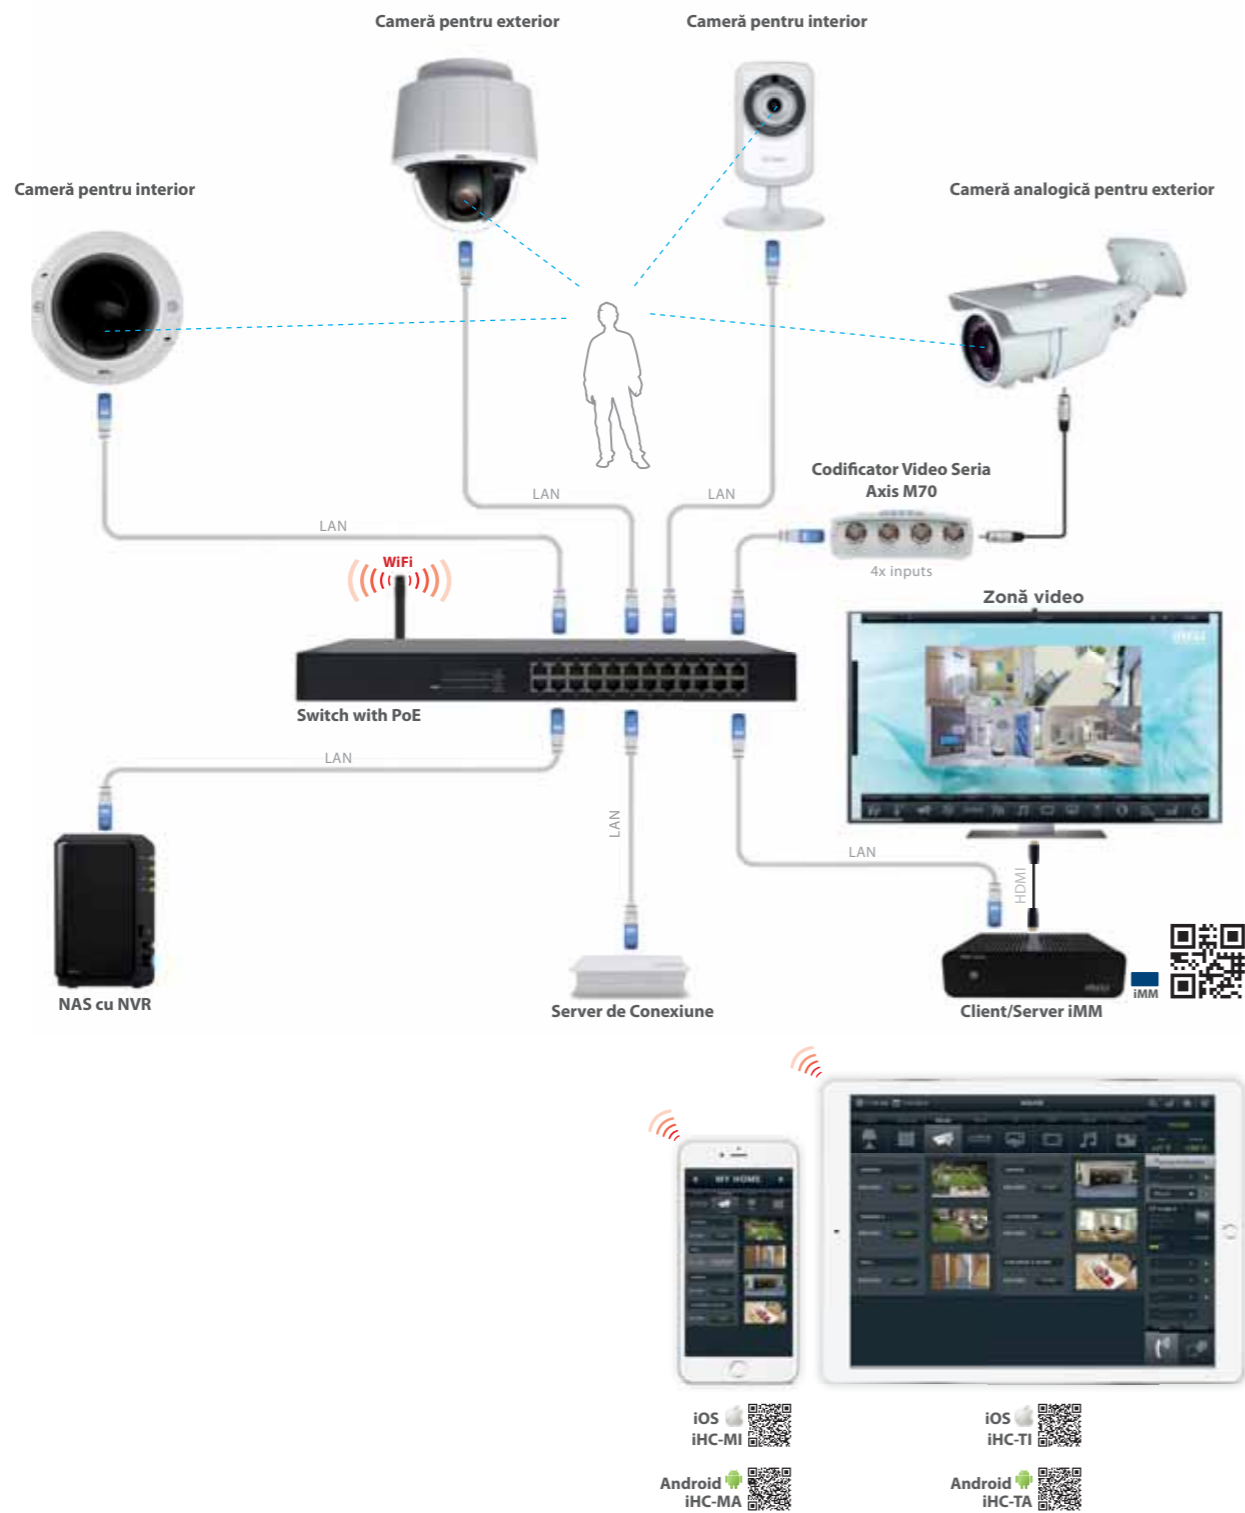 Cameră pentru exterior
Cameră pentru interior
Cameră pentru interior
Cameră analogică pentru exterior
Codificator Video Seria
Axis M70
LAN
LAN
LAN
4x inputs
WiFi
Zonă video
Switch with PoE
LAN
LAN
LAN
HDMI
NAS cu NVR
Server de Conexiune
Client/Server iMM
iMM
MY HOME
iOS
iHC-MI
iOS
iHC-TI
Android
iHC-MA
Android
iHC-TA